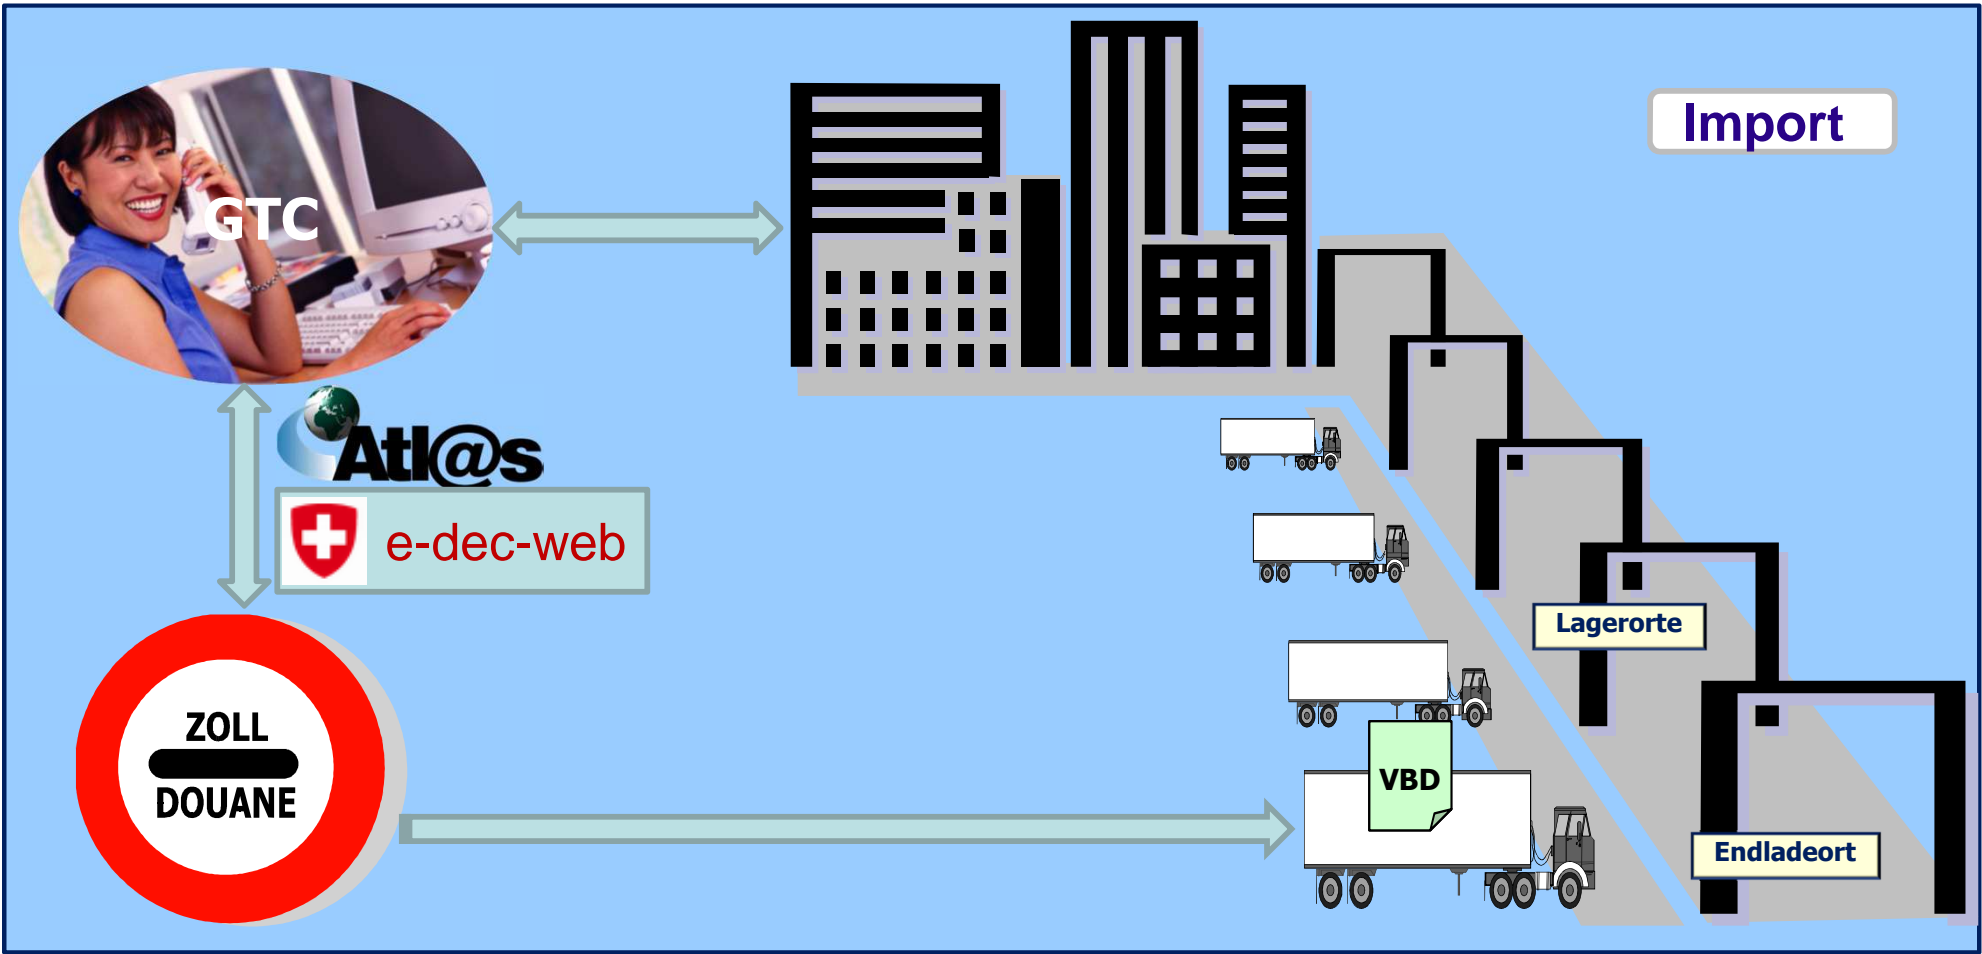 Import
GTC
Atl@s
e-dec-web
Lagerorte
ZOLL
DOUANE
VBD
Endladeort